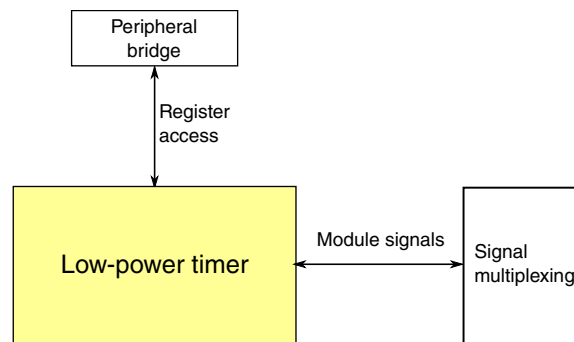 Peripheral
bridge
Register
access
Low-power timer
Module signals
Signal
multiplexing